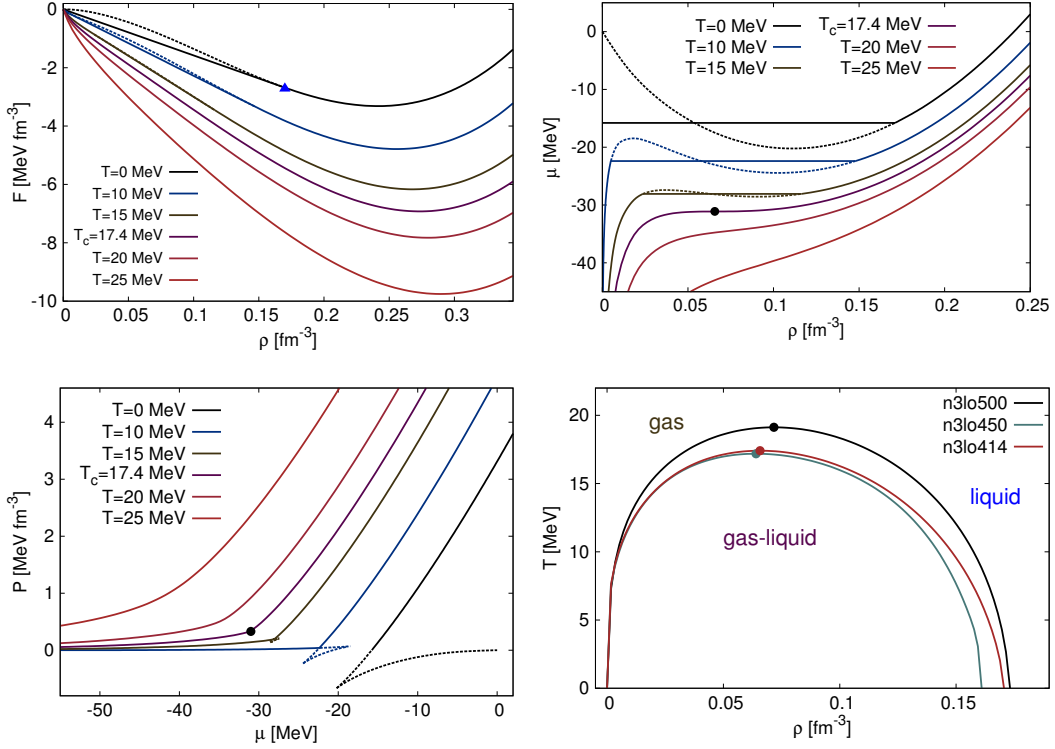 F [MeV fm⁻³]
0
-2
-4
-6
-8
-10
T=0 MeV
T=10 MeV
T=15 MeV
T_c=17.4 MeV
T=20 MeV
T=25 MeV
0 0.05 0.1 0.15 0.2 0.25 0.3
ρ [fm⁻³]
μ [MeV]
0
-10
-20
-30
-40
T=0 MeV T_c=17.4 MeV
T=10 MeV T=20 MeV
T=15 MeV T=25 MeV
0 0.05 0.1 0.15 0.2 0.25
ρ [fm⁻³]
P [MeV fm⁻³]
4
3
2
1
0
T=0 MeV
T=10 MeV
T=15 MeV
T_c=17.4 MeV
T=20 MeV
T=25 MeV
-50 -40 -30 -20 -10 0
μ [MeV]
T [MeV]
20
15
10
5
0
n3lo500
n3lo450
n3lo414
gas
liquid
gas-liquid
0 0.05 0.1 0.15
ρ [fm⁻³]